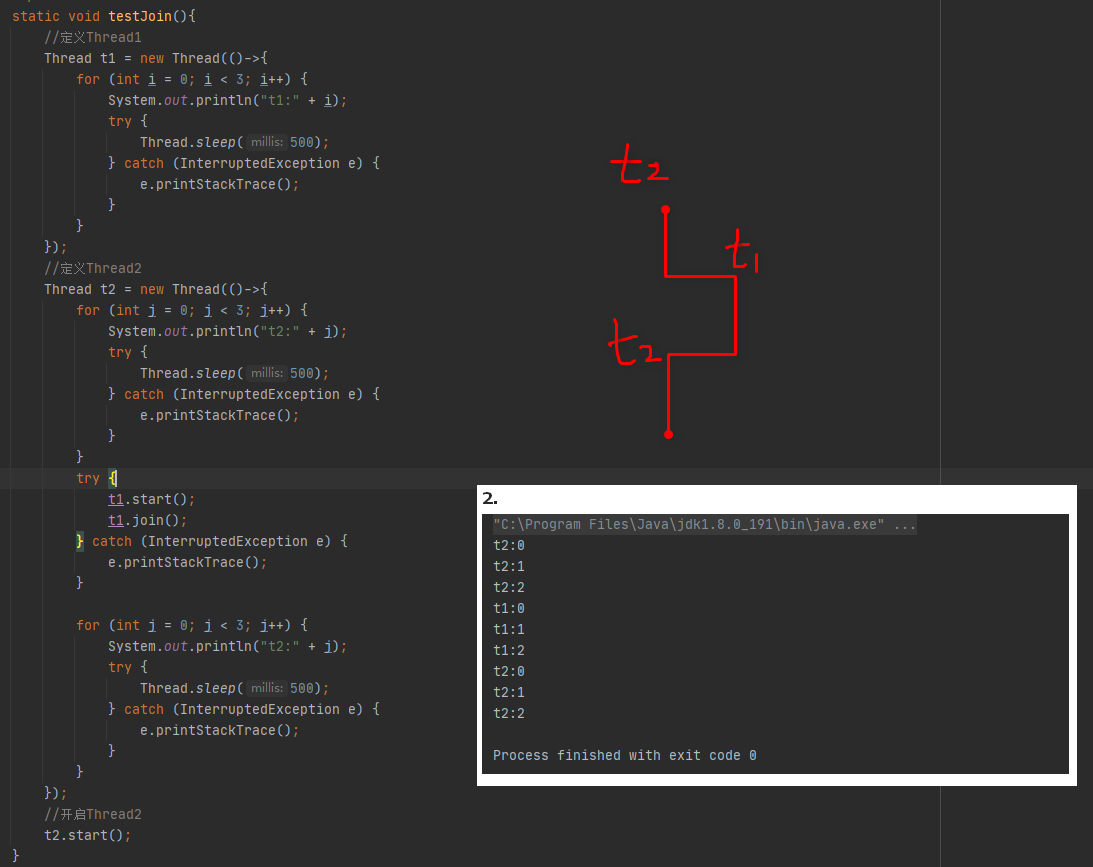 static void testJoin(){
//定义Thread1
Thread t1 = new Thread(()->{
for (int i = 0; i < 3; i++) {
System.out.println("t1:" + i);
try {
Thread.sleep( millis: 500);
} catch (InterruptedException e) {
e.printStackTrace();
}
}
});
//定义Thread2
Thread t2 = new Thread(()->{
for (int j = 0; j < 3; j++) {
System.out.println("t2:" + j);
try {
Thread.sleep( millis: 500);
} catch (InterruptedException e) {
e.printStackTrace();
}
}
try {
t1.start();
t1.join();
} catch (InterruptedException e) {
e.printStackTrace();
}
for (int j = 0; j < 3; j++) {
System.out.println("t2:" + j);
try {
Thread.sleep( millis: 500);
} catch (InterruptedException e) {
e.printStackTrace();
}
}
});
//开启Thread2
t2.start();
}
t2
t1
t2
2.
"C:\Program Files\Java\jdk1.8.0_191\bin\java.exe" ...
t2:0
t2:1
t2:2
t1:0
t1:1
t1:2
t2:0
t2:1
t2:2
Process finished with exit code 0